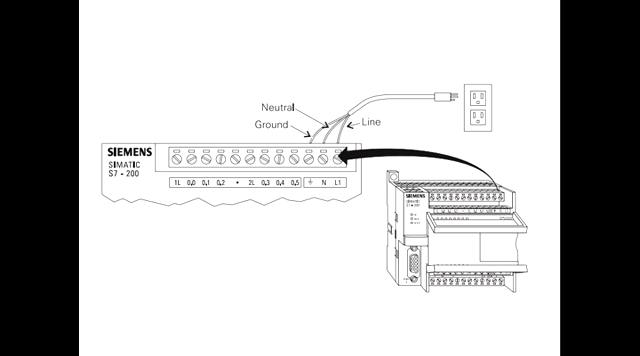 Neutral
Ground
Line
SIEMENS
SIMATIC
S7 - 200
1L 0,0 0,1 0,2 • 2L 0,3 0,4 0,5 ⏚ N L1
SIEMENS